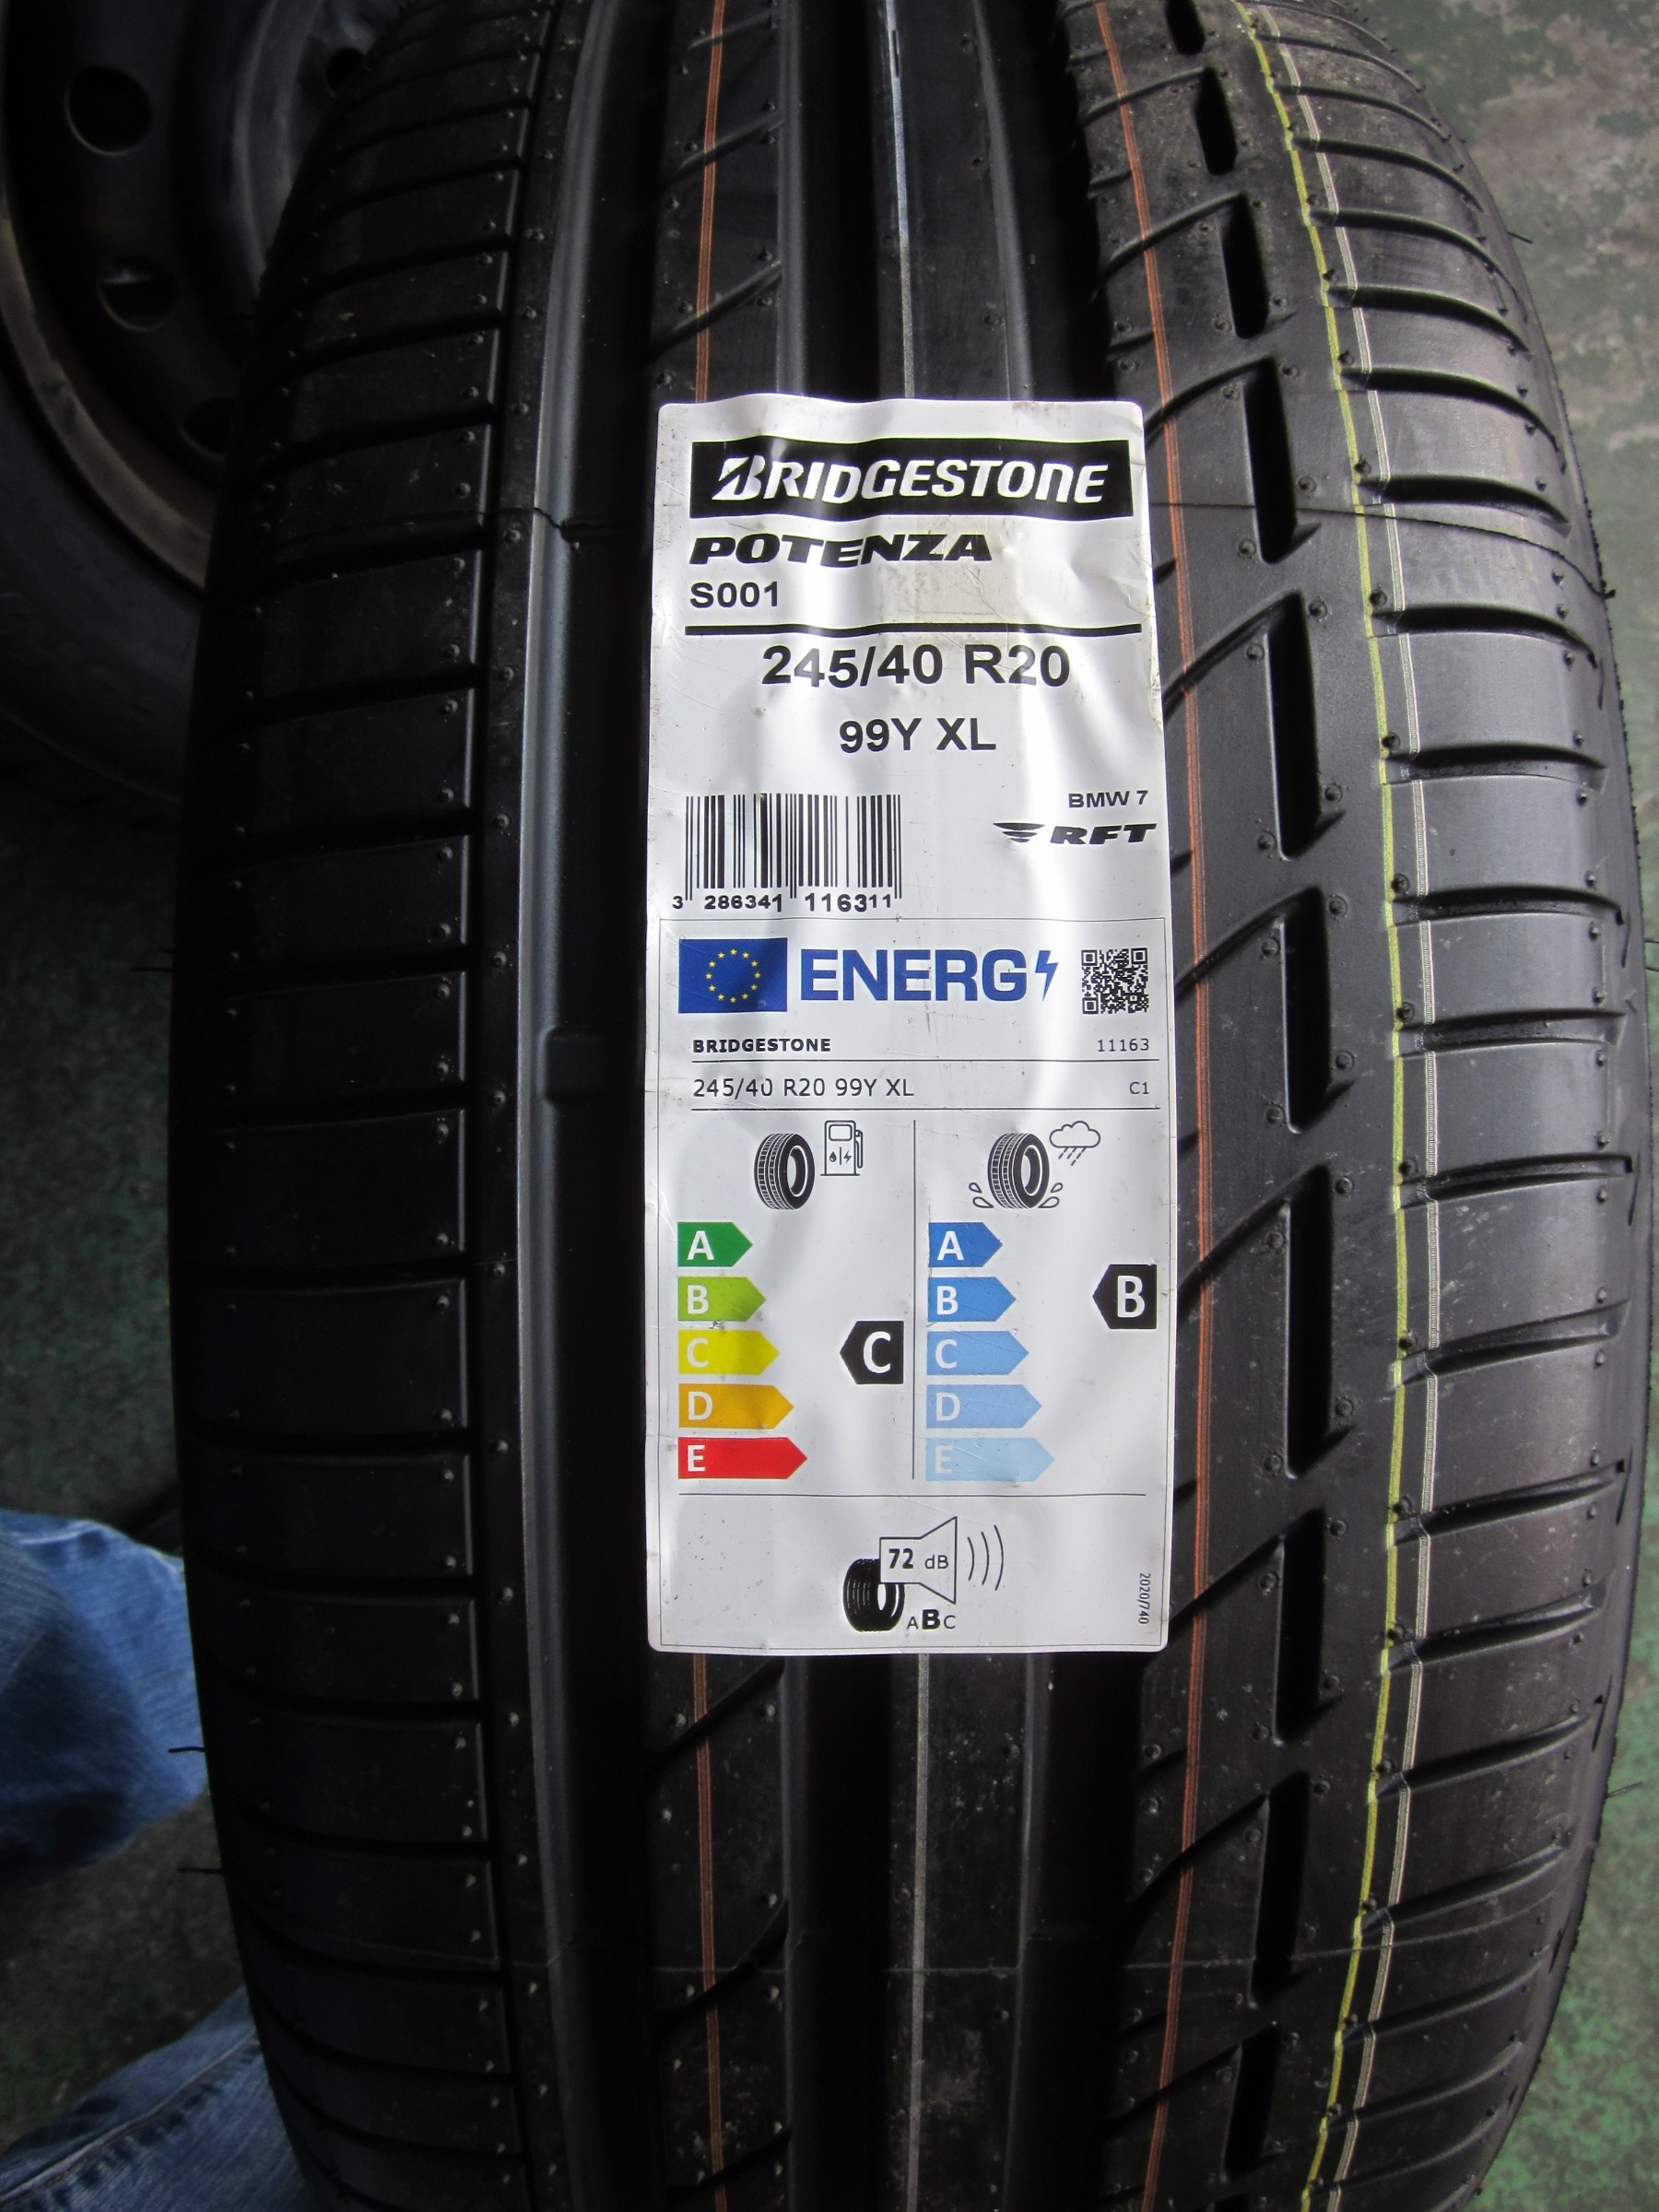 BRIDGESTONE
POTENZA
S001
245/40 R20
99Y XL
BMW 7
RFT
3 286341 116311
ENERG
BRIDGESTONE 11163
245/40 R20 99Y XL C1
A A
B B B
C C C
D D
E E
72 dB
ABC
2020/740